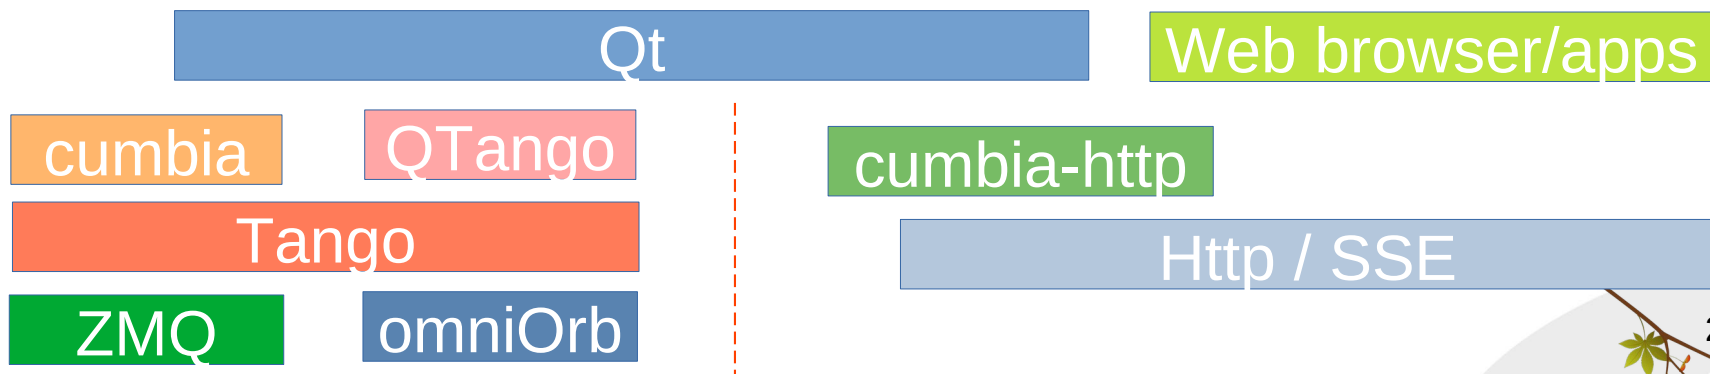 Qt
Web browser/apps
cumbia
QTango
cumbia-http
Tango
Http / SSE
ZMQ
omniOrb